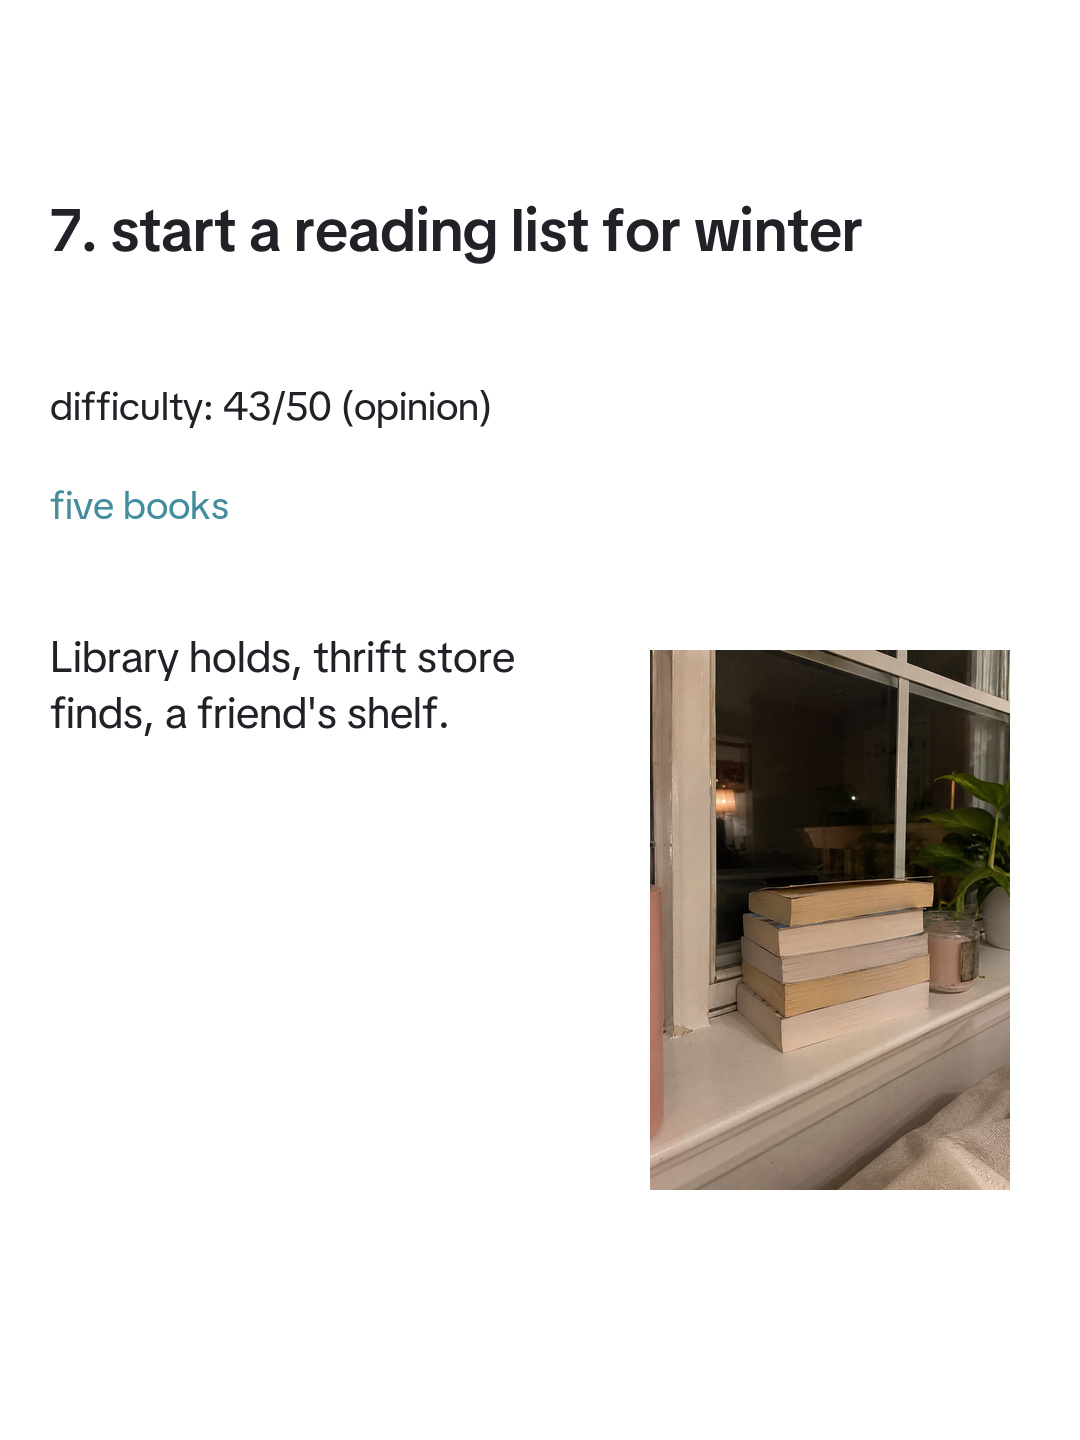 7. start a reading list for winter
difficulty: 43/50 (opinion)
five books
Library holds, thrift store
finds, a friend's shelf.